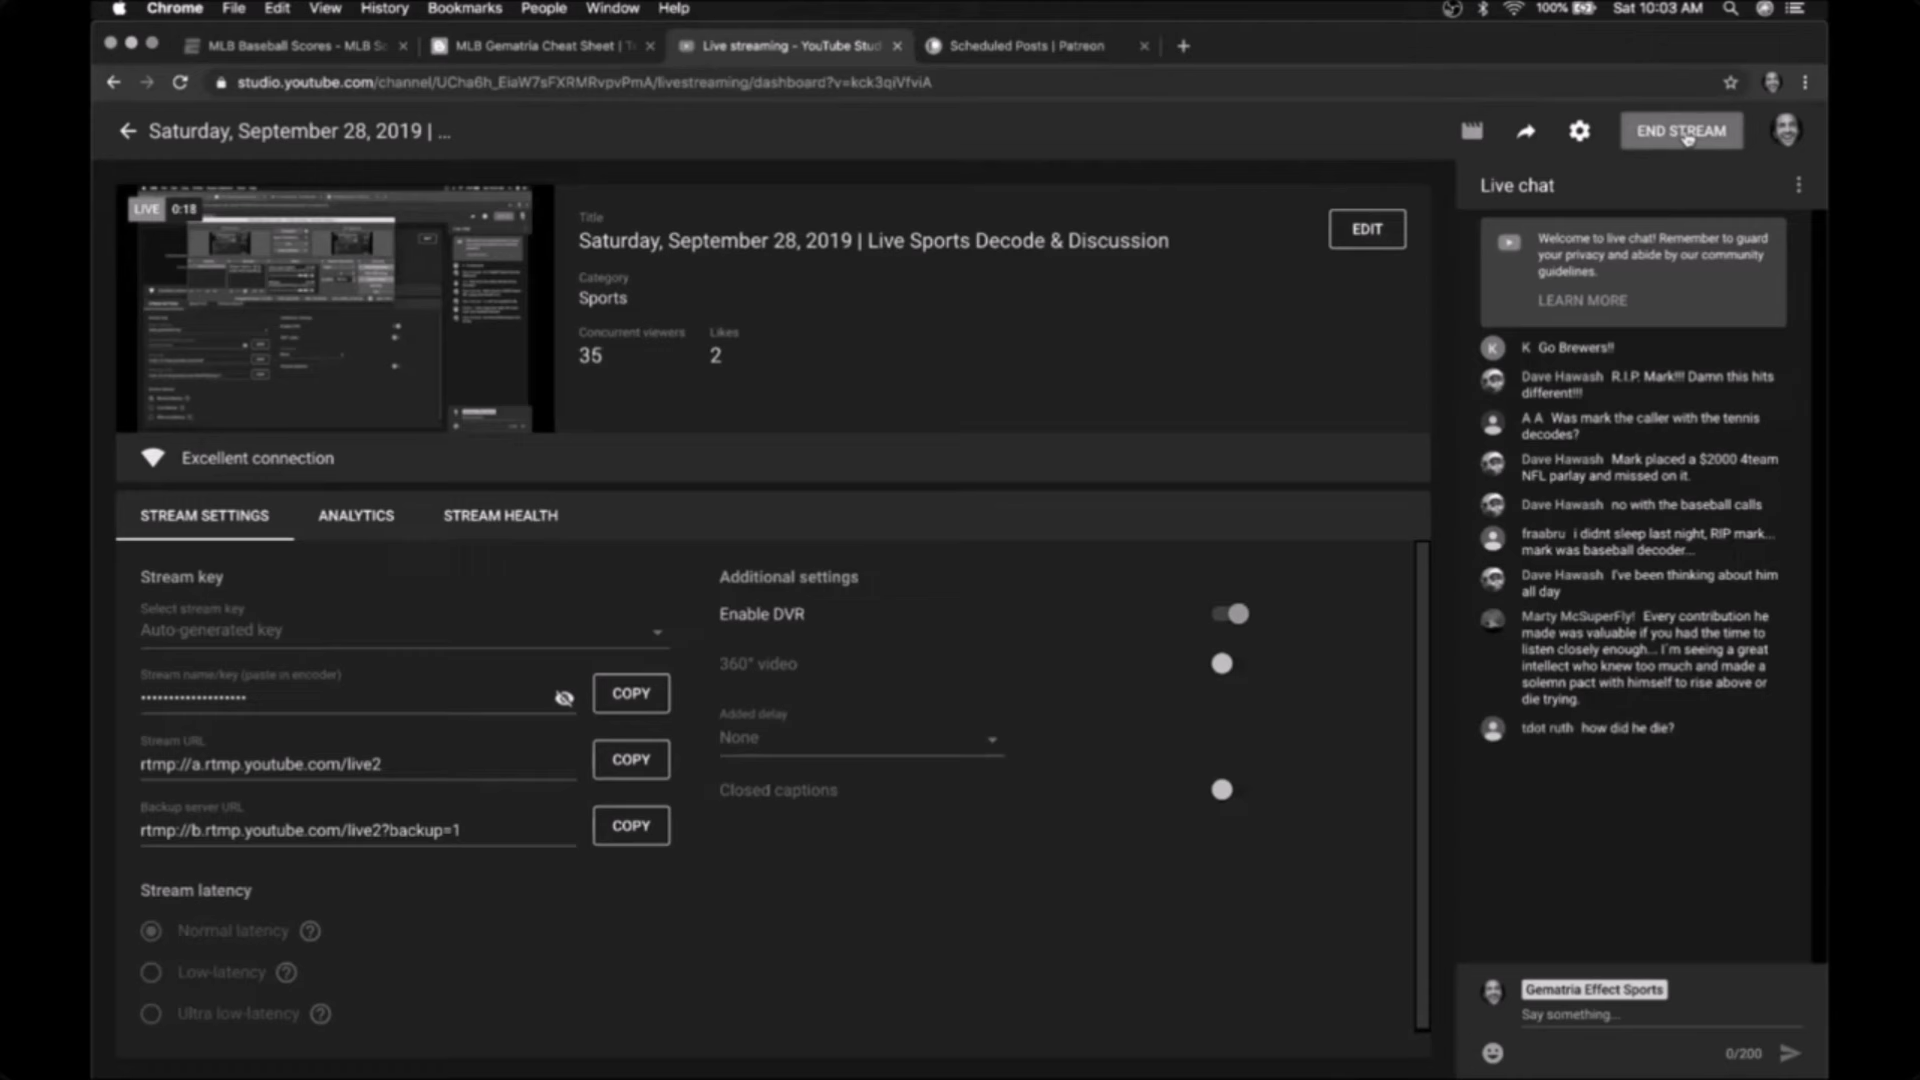 Chrome File Edit View History Bookmarks People Window Help
100% Sat 10:03 AM
MLB Baseball Scores - MLB Sc
MLB Gematria Cheat Sheet | T
Live streaming - YouTube Stud
Scheduled Posts | Patreon
studio.youtube.com/channel/UCha6h_EiaW7sFXRMRvpvPmA/livestreaming/dashboard?v=kck3qiVfviA
Saturday, September 28, 2019 | ...
END STREAM
LIVE 0:18
Title
Saturday, September 28, 2019 | Live Sports Decode & Discussion
EDIT
Category
Sports
Concurrent viewers
35
Likes
2
Excellent connection
STREAM SETTINGS
ANALYTICS
STREAM HEALTH
Stream key
Select stream key
Auto-generated key
Stream name/key (paste in encoder)
••••••••••••••••••• COPY
Stream URL
rtmp://a.rtmp.youtube.com/live2 COPY
Backup server URL
rtmp://b.rtmp.youtube.com/live2?backup=1 COPY
Stream latency
Normal latency
Low-latency
Ultra low-latency
Additional settings
Enable DVR
360° video
Added delay
None
Closed captions
Live chat
Welcome to live chat! Remember to guard
your privacy and abide by our community
guidelines.
LEARN MORE
K K Go Brewers!!
Dave Hawash R.I.P. Mark!!! Damn this hits
different!!!
A A Was mark the caller with the tennis
decodes?
Dave Hawash Mark placed a $2000 4team
NFL parlay and missed on it.
Dave Hawash no with the baseball calls
fraabru i didnt sleep last night, RIP mark...
mark was baseball decoder...
Dave Hawash I've been thinking about him
all day
Marty McSuperFly! Every contribution he
made was valuable if you had the time to
listen closely enough... I'm seeing a great
intellect who knew too much and made a
solemn pact with himself to rise above or
die trying.
tdot ruth how did he die?
Gematria Effect Sports
Say something...
0/200